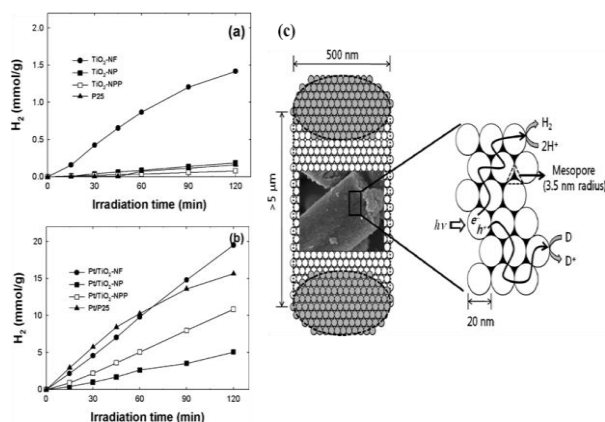 (a)
H2 (mmol/g)
2.0
1.5
1.0
0.5
0.0
TiO2-NF
TiO2-NP
TiO2-NPP
P25
0 30 60 90 120
Irradiation time (min)
(b)
H2 (mmol/g)
20
15
10
5
0
Pt/TiO2-NF
Pt/TiO2-NP
Pt/TiO2-NPP
Pt/P25
0 30 60 90 120
Irradiation time (min)
(c)
500 nm
> 5 μm
H2
2H+
Mesopore
(3.5 nm radius)
hν
e-
h+
D
D+
20 nm